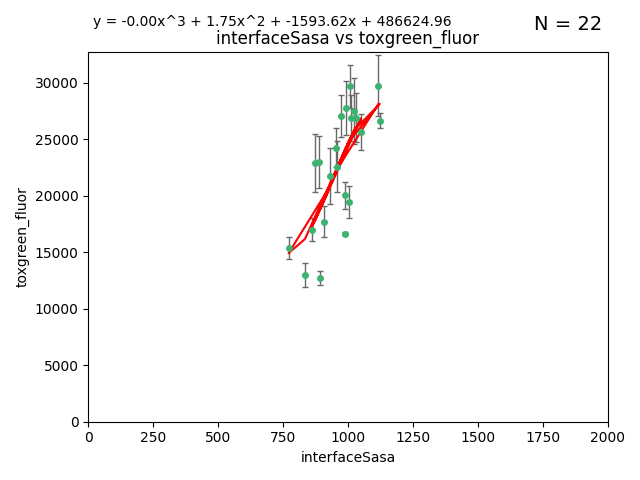 y = -0.00x^3 + 1.75x^2 + -1593.62x + 486624.96
N = 22
interfaceSasa vs toxgreen_fluor
30000
25000
20000
15000
10000
5000
0
toxgreen_fluor
0 250 500 750 1000 1250 1500 1750 2000
interfaceSasa